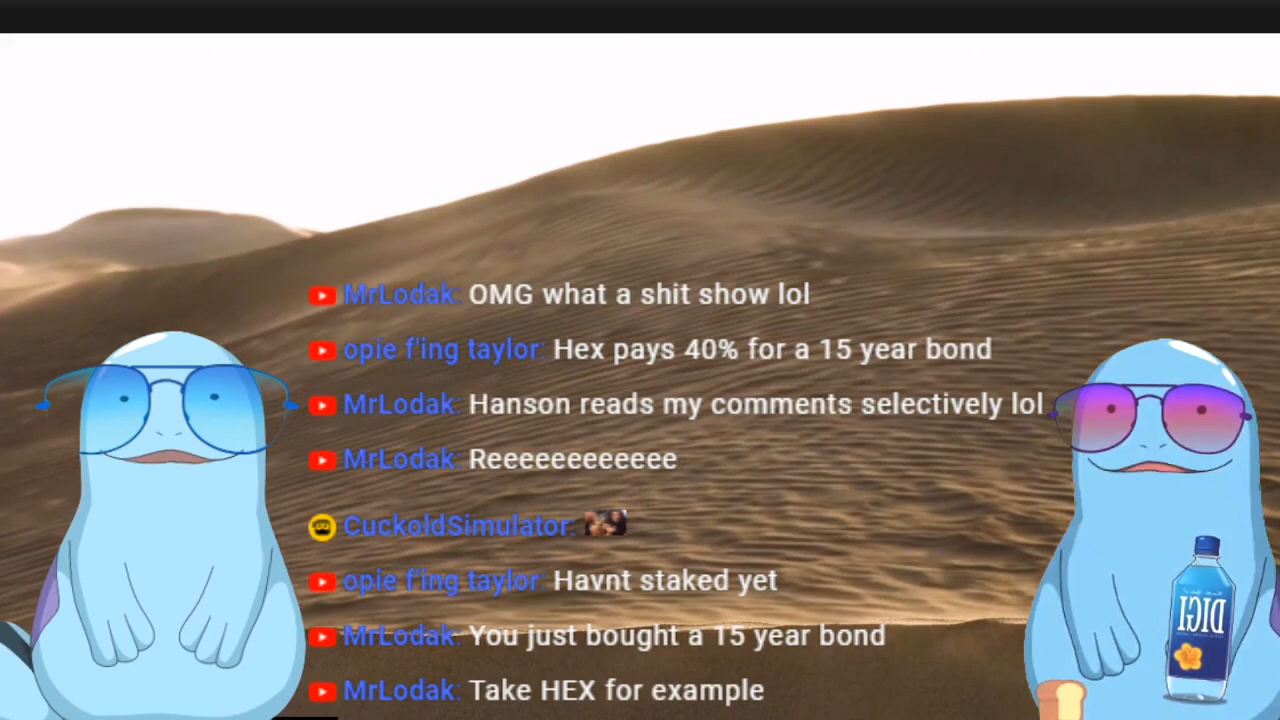 MrLodak: OMG what a shit show lol
opie f'ing taylor: Hex pays 40% for a 15 year bond
MrLodak: Hanson reads my comments selectively lol
MrLodak: Reeeeeeeeeeee
CuckoldSimulator:
opie f'ing taylor: Havnt staked yet
MrLodak: You just bought a 15 year bond
MrLodak: Take HEX for example
DIGI